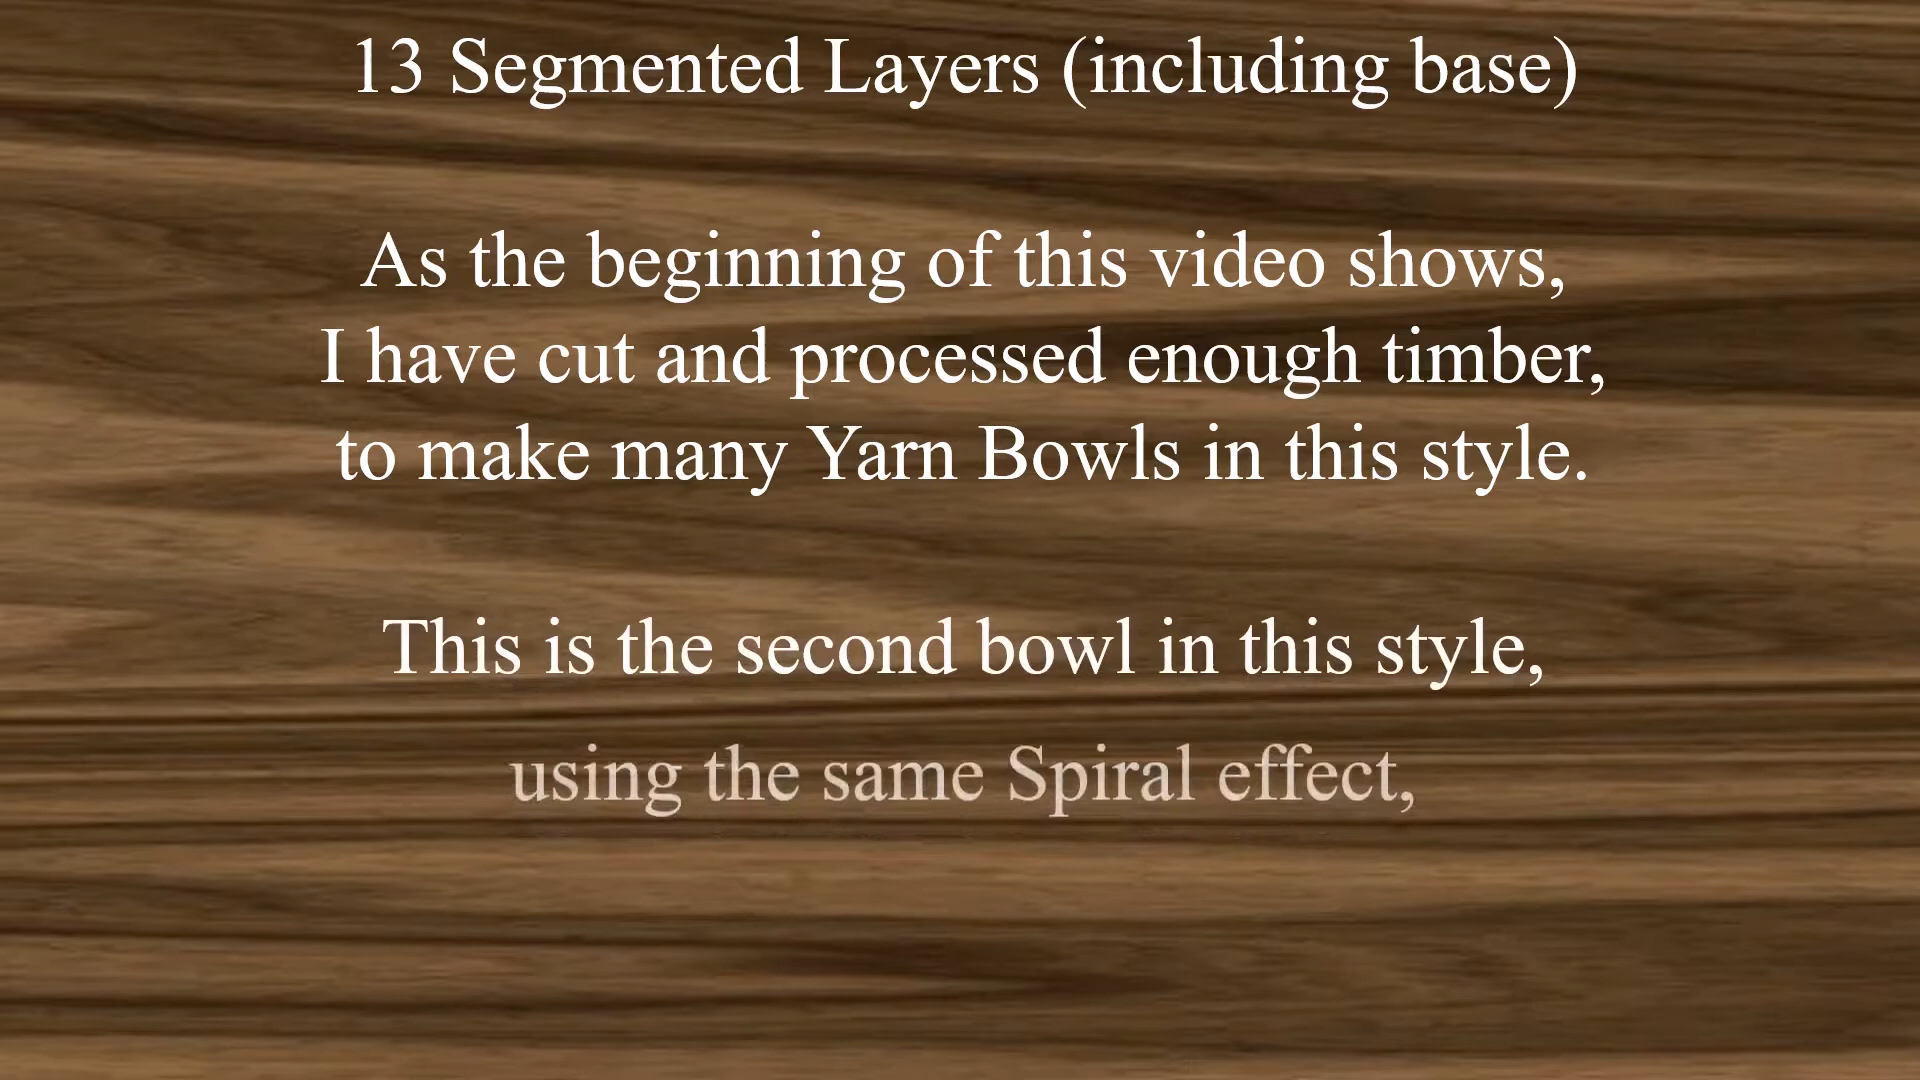 13 Segmented Layers (including base)
As the beginning of this video shows,
I have cut and processed enough timber,
to make many Yarn Bowls in this style.
This is the second bowl in this style,
using the same Spiral effect,